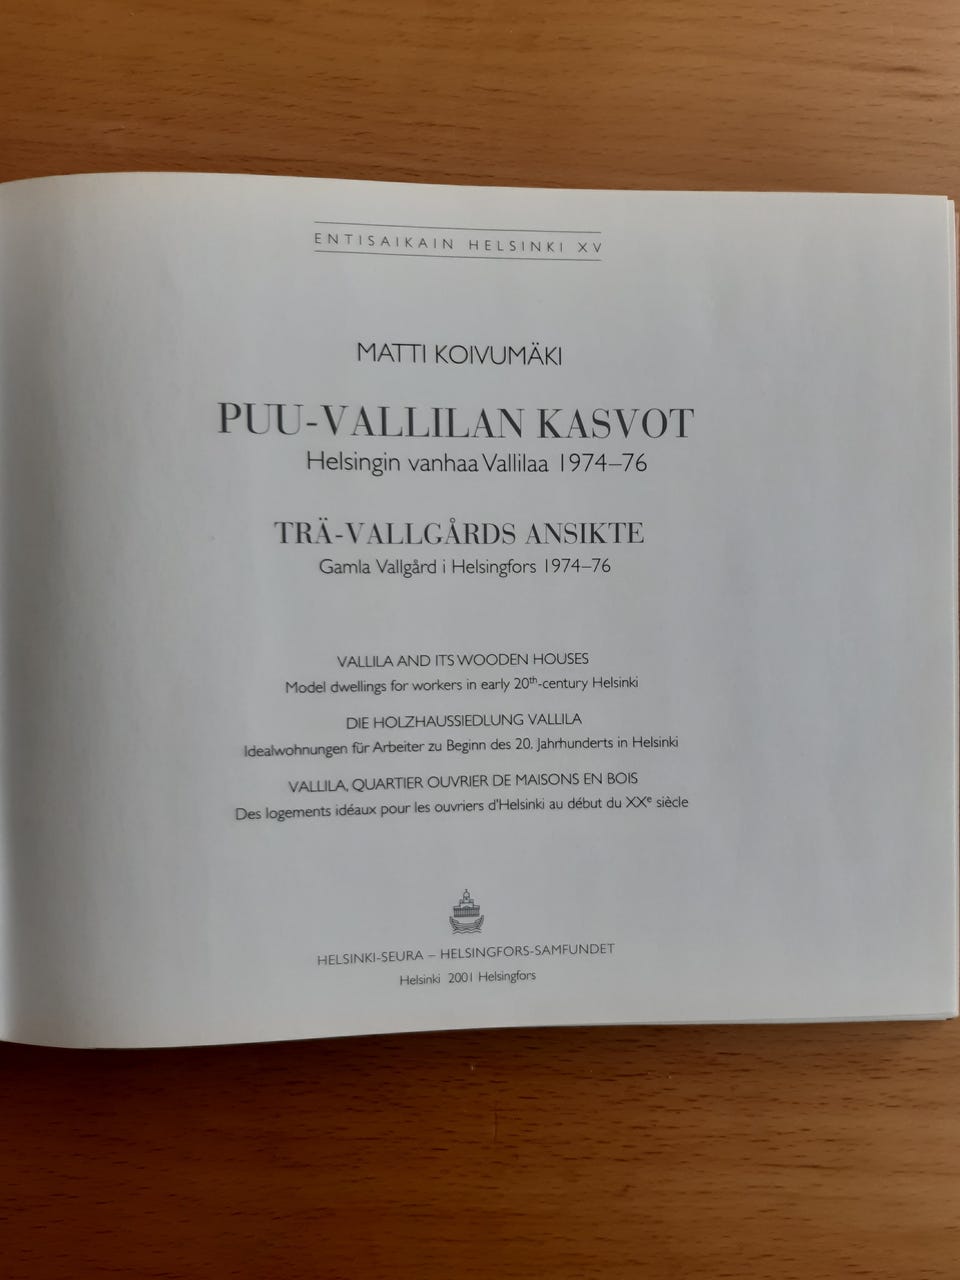 ENTISAIKAIN HELSINKI XV
MATTI KOIVUMÄKI
PUU-VALLILAN KASVOT
Helsingin vanhaa Vallilaa 1974–76
TRÄ-VALLGÅRDS ANSIKTE
Gamla Vallgård i Helsingfors 1974–76
VALLILA AND ITS WOODEN HOUSES
Model dwellings for workers in early 20th-century Helsinki
DIE HOLZHAUSSIEDLUNG VALLILA
Idealwohnungen für Arbeiter zu Beginn des 20. Jahrhunderts in Helsinki
VALLILA, QUARTIER OUVRIER DE MAISONS EN BOIS
Des logements idéaux pour les ouvriers d'Helsinki au début du XXe siècle
HELSINKI-SEURA – HELSINGFORS-SAMFUNDET
Helsinki 2001 Helsingfors